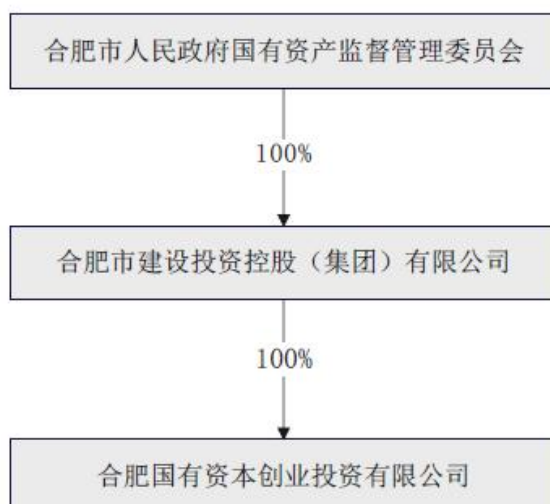 合肥市人民政府国有资产监督管理委员会
100%
合肥市建设投资控股（集团）有限公司
100%
合肥国有资本创业投资有限公司